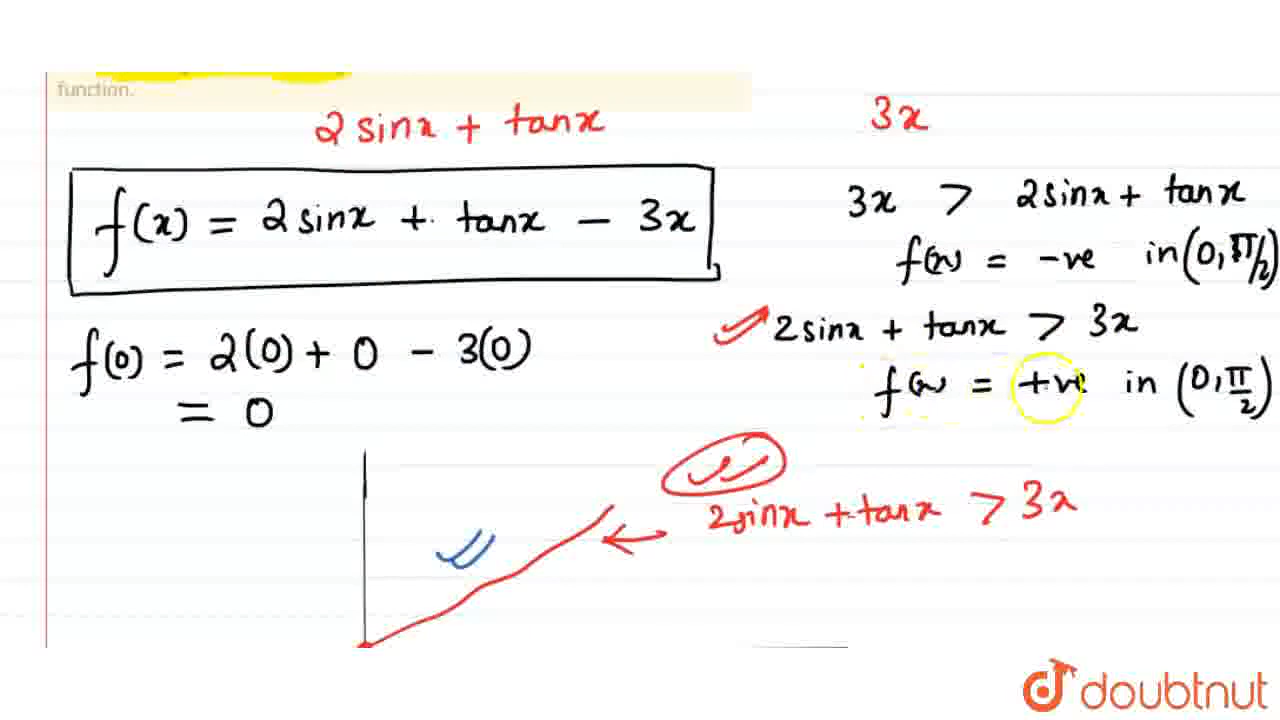 function.
2 sinx + tanx
3x
f(x) = 2 sinx + tanx - 3x
3x > 2sinx + tanx
f(x) = -ve in (0, π/2)
f(0) = 2(0) + 0 - 3(0)
= 0
2sinx + tanx > 3x
f(x) = +ve in (0, π/2)
2sinx + tanx > 3x
doubtnut